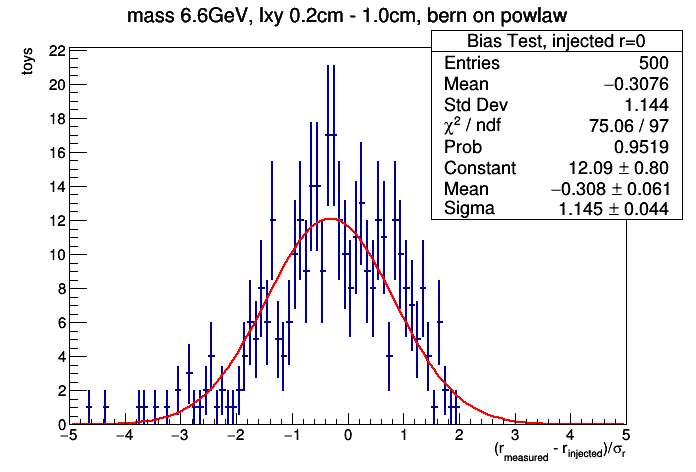 mass 6.6GeV, lxy 0.2cm - 1.0cm, bern on powlaw
Bias Test, injected r=0
Entries 500
Mean −0.3076
Std Dev 1.144
χ² / ndf 75.06 / 97
Prob 0.9519
Constant 12.09 ± 0.80
Mean −0.308 ± 0.061
Sigma 1.145 ± 0.044
toys
22
20
18
16
14
12
10
8
6
4
2
0
−5 −4 −3 −2 −1 0 1 2 3 4 5
(r_measured - r_injected)/σ_r